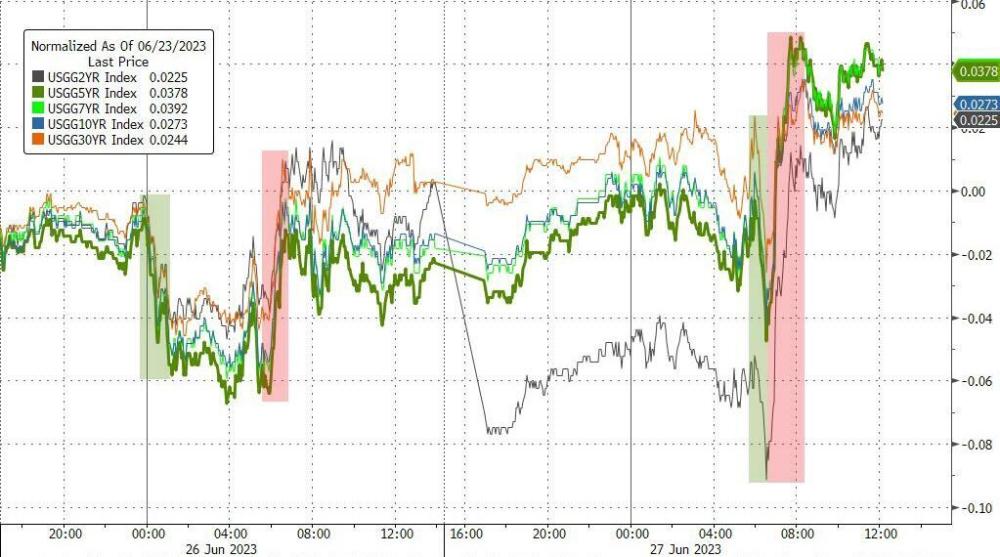 Normalized As Of 06/23/2023
Last Price
USGG2YR Index 0.0225
USGG5YR Index 0.0378
USGG7YR Index 0.0392
USGG10YR Index 0.0273
USGG30YR Index 0.0244
0.06
0.0378
0.0273
0.0225
0.02
0.00
-0.02
-0.04
-0.06
-0.08
-0.10
20:00 00:00 04:00 08:00 12:00 16:00 20:00 00:00 04:00 08:00 12:00
26 Jun 2023 27 Jun 2023